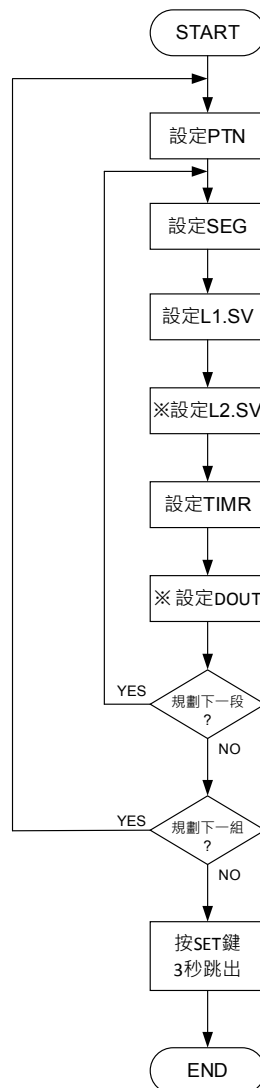 START
設定PTN
設定SEG
設定L1.SV
※設定L2.SV
設定TIMR
※ 設定DOUT
YES
規劃下一段
?
NO
YES
規劃下一組
?
NO
按SET鍵
3秒跳出
END